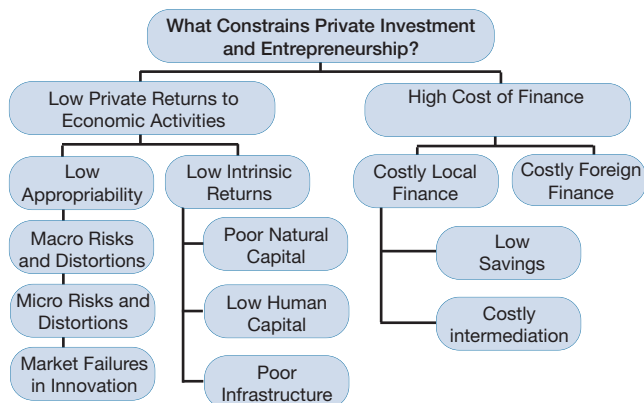 What Constrains Private Investment
and Entrepreneurship?
Low Private Returns to
Economic Activities
High Cost of Finance
Low
Appropriability
Low Intrinsic
Returns
Costly Local
Finance
Costly Foreign
Finance
Macro Risks
and Distortions
Poor Natural
Capital
Low
Savings
Micro Risks and
Distortions
Low Human
Capital
Costly
intermediation
Market Failures
in Innovation
Poor
Infrastructure